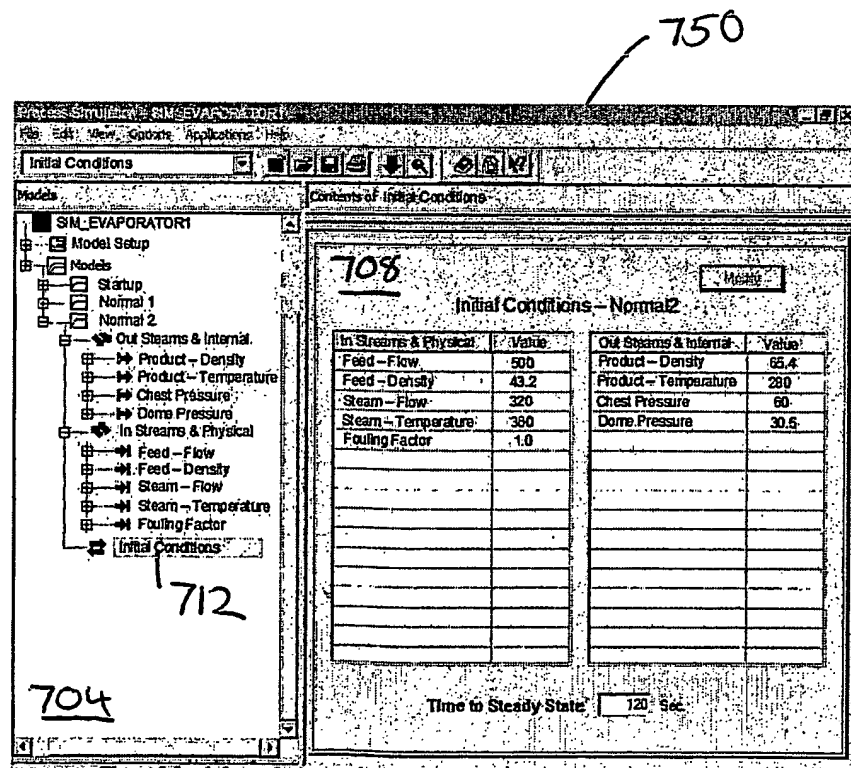 750
Process Simulator - SIM_EVAPORATOR1
File Edit View Options Applications Help
Initial Conditions
Models
Contents of Initial Conditions
SIM_EVAPORATOR1
Model Setup
Models
Startup
Normal 1
Normal 2
Out Steams & Internal.
Product – Density
Product – Temperature
Chest Pressure
Dome Pressure
In Streams & Physical
Feed – Flow
Feed – Density
Steam – Flow
Steam – Temperature
Fouling Factor
Initial Conditions
712
704
708
Modify
Initial Conditions – Normal2
In Streams & Physical Value
Feed – Flow 500
Feed – Density 43.2
Steam – Flow 320
Steam – Temperature 380
Fouling Factor 1.0
Out Steams & Internal Value
Product – Density 65.4
Product – Temperature 280
Chest Pressure 60
Dome Pressure 30.5
Time to Steady State 120 Sec.